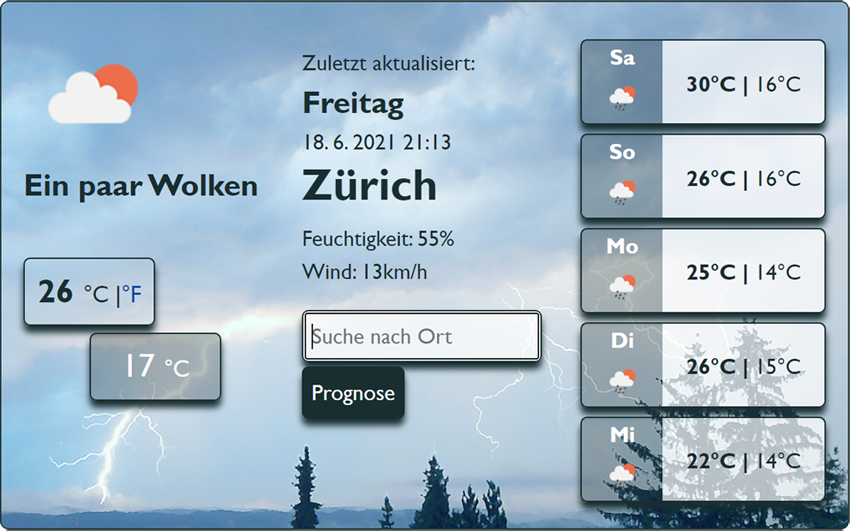 Ein paar Wolken
26 °C |°F
17 °C
Zuletzt aktualisiert:
Freitag
18. 6. 2021 21:13
Zürich
Feuchtigkeit: 55%
Wind: 13km/h
Suche nach Ort
Prognose
Sa
30°C | 16°C
So
26°C | 16°C
Mo
25°C | 14°C
Di
26°C | 15°C
Mi
22°C | 14°C